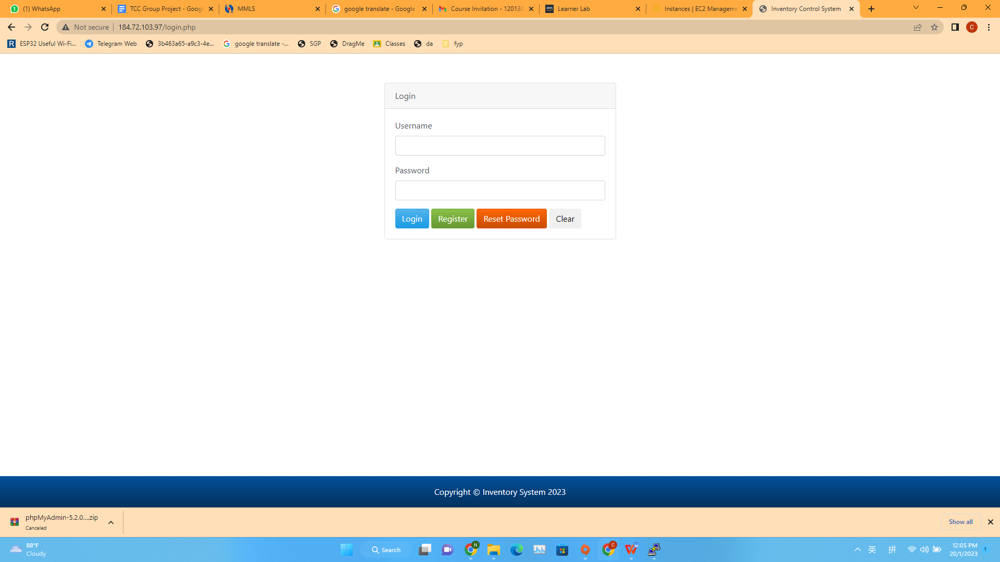 (1) WhatsApp
TCC Group Project - Googl
MMLS
google translate - Google
Course Invitation - 120130
aws
Learner Lab
Instances | EC2 Manageme
Inventory Control System
Not secure
184.72.103.97/login.php
C
R
ESP32 Useful Wi-Fi...
Telegram Web
3b463a65-a9c3-4e...
google translate -...
SGP
DragMe
Classes
da
fyp
Login
Username
Password
Login
Register
Reset Password
Clear
Copyright © Inventory System 2023
phpMyAdmin-5.2.0....zip
Canceled
Show all
88°F
Cloudy
Search
N
C
英
拼
12:05 PM
20/1/2023
1